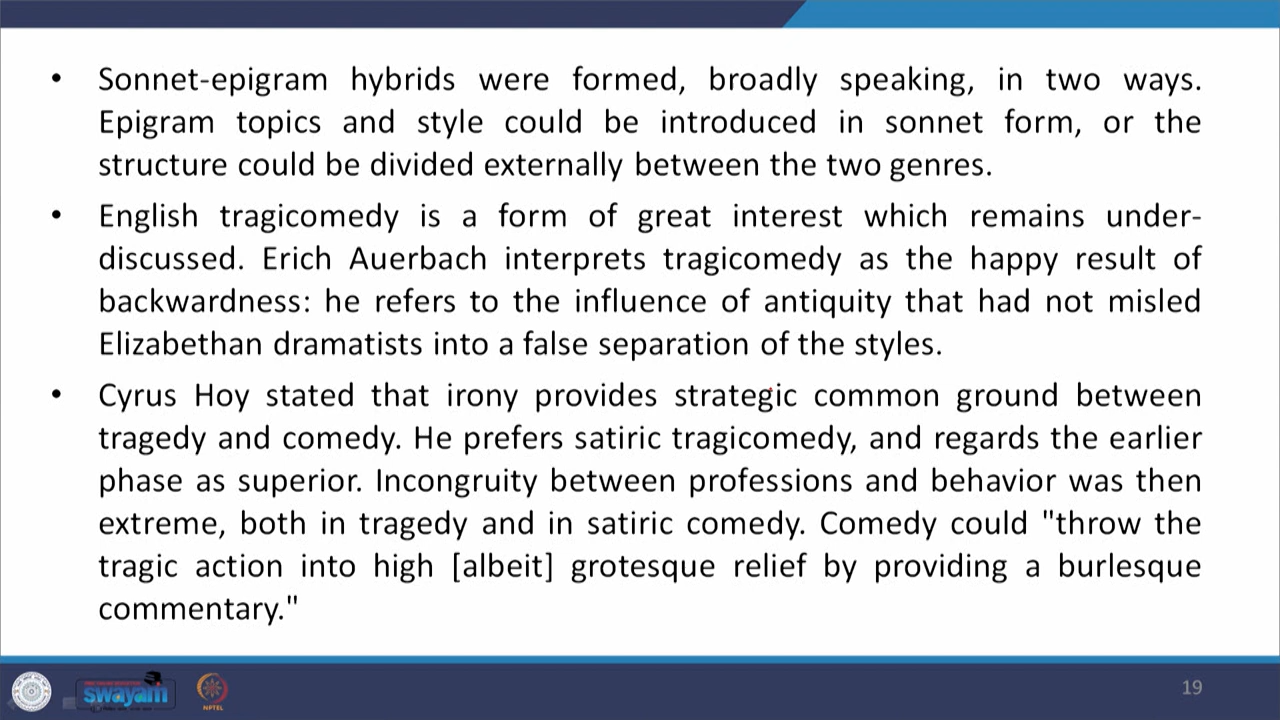 • Sonnet-epigram hybrids were formed, broadly speaking, in two ways.
Epigram topics and style could be introduced in sonnet form, or the
structure could be divided externally between the two genres.
• English tragicomedy is a form of great interest which remains under-
discussed. Erich Auerbach interprets tragicomedy as the happy result of
backwardness: he refers to the influence of antiquity that had not misled
Elizabethan dramatists into a false separation of the styles.
• Cyrus Hoy stated that irony provides strategic common ground between
tragedy and comedy. He prefers satiric tragicomedy, and regards the earlier
phase as superior. Incongruity between professions and behavior was then
extreme, both in tragedy and in satiric comedy. Comedy could "throw the
tragic action into high [albeit] grotesque relief by providing a burlesque
commentary."
swayam
NPTEL
19